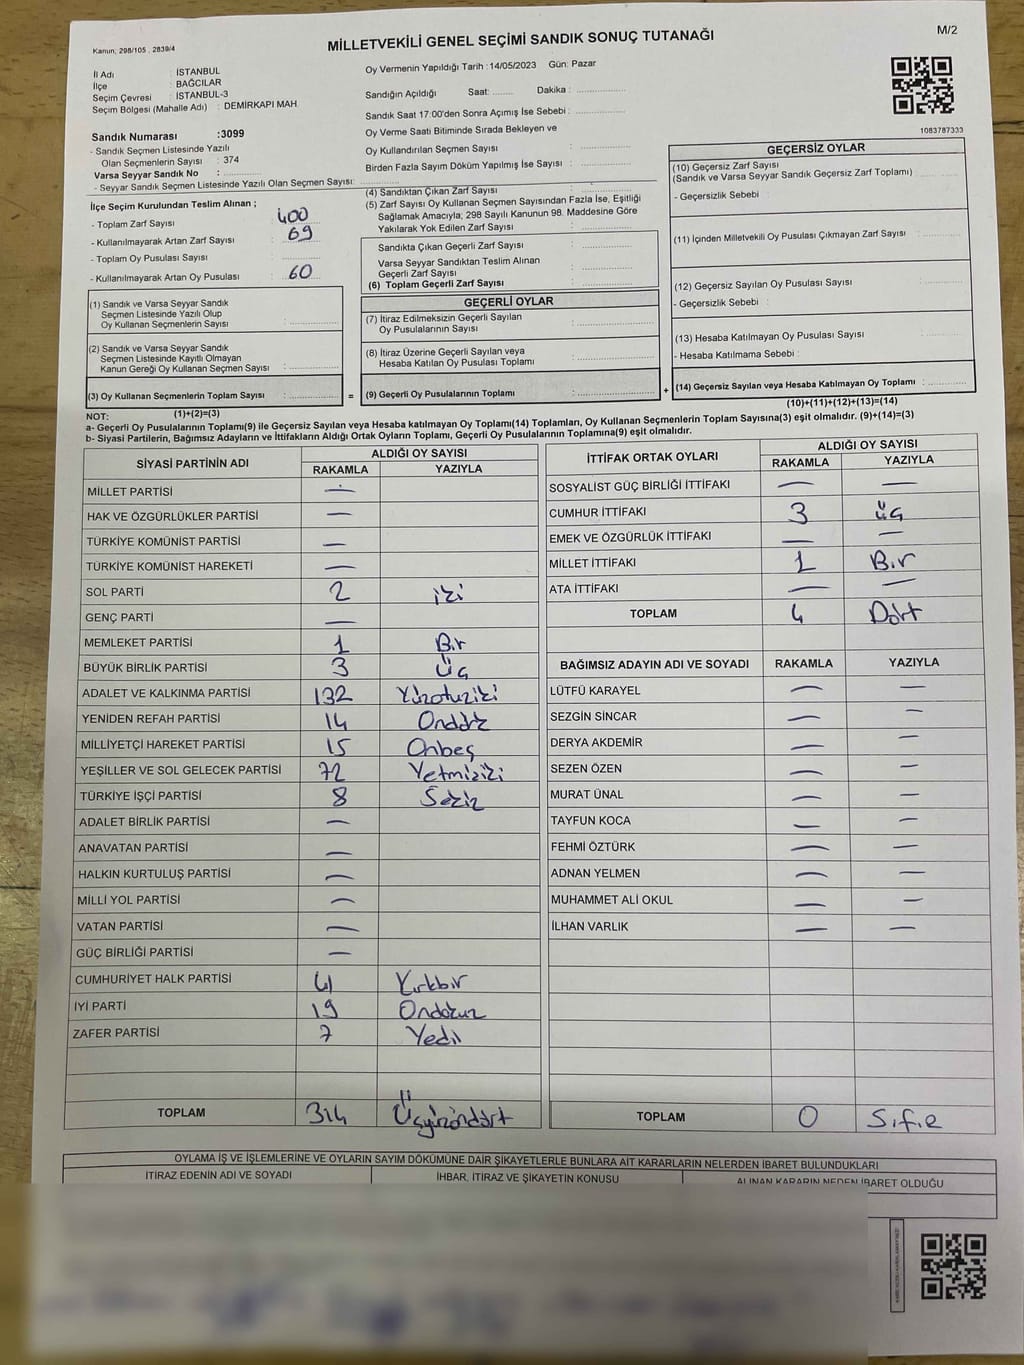 M/2
MİLLETVEKİLİ GENEL SEÇİMİ SANDIK SONUÇ TUTANAĞI
Kanun, 298/105 , 2839/4
İl Adı : İSTANBUL
İlçe : BAĞCILAR
Seçim Çevresi : İSTANBUL-3
Seçim Bölgesi (Mahalle Adı) : DEMİRKAPI MAH.
Sandık Numarası :3099
- Sandık Seçmen Listesinde Yazılı
Olan Seçmenlerin Sayısı : 374
Varsa Seyyar Sandık No :
- Seyyar Sandık Seçmen Listesinde Yazılı Olan Seçmen Sayısı:
Oy Vermenin Yapıldığı Tarih : 14/05/2023 Gün: Pazar
Sandığın Açıldığı Saat: Dakika :
Sandık Saat 17:00'den Sonra Açımış İse Sebebi :
Oy Verme Saati Bitiminde Sırada Bekleyen ve
Oy Kullandırılan Seçmen Sayısı :
Birden Fazla Sayım Döküm Yapılmış İse Sayısı :
1083787333
İlçe Seçim Kurulundan Teslim Alınan ;
- Toplam Zarf Sayısı : 400
- Kullanılmayarak Artan Zarf Sayısı : 69
- Toplam Oy Pusulası Sayısı :
- Kullanılmayarak Artan Oy Pusulası : 60
(1) Sandık ve Varsa Seyyar Sandık
Seçmen Listesinde Yazılı Olup
Oy Kullanan Seçmenlerin Sayısı :
(2) Sandık ve Varsa Seyyar Sandık
Seçmen Listesinde Kayıtlı Olmayan
Kanun Gereği Oy Kullanan Seçmen Sayısı :
(3) Oy Kullanan Seçmenlerin Toplam Sayısı :
(1)+(2)=(3)
(4) Sandıktan Çıkan Zarf Sayısı :
(5) Zarf Sayısı Oy Kullanan Seçmen Sayısından Fazla İse, Eşitliği
Sağlamak Amacıyla; 298 Sayılı Kanunun 98. Maddesine Göre
Yakılarak Yok Edilen Zarf Sayısı :
Sandıkta Çıkan Geçerli Zarf Sayısı :
Varsa Seyyar Sandıktan Teslim Alınan
Geçerli Zarf Sayısı :
(6) Toplam Geçerli Zarf Sayısı :
GEÇERLİ OYLAR
(7) İtiraz Edilmeksizin Geçerli Sayılan
Oy Pusulalarının Sayısı :
(8) İtiraz Üzerine Geçerli Sayılan veya
Hesaba Katılan Oy Pusulası Toplamı :
= (9) Geçerli Oy Pusulalarının Toplamı :
+
GEÇERSİZ OYLAR
(10) Geçersiz Zarf Sayısı
(Sandık ve Varsa Seyyar Sandık Geçersiz Zarf Toplamı)
- Geçersizlik Sebebi :
(11) İçinden Milletvekili Oy Pusulası Çıkmayan Zarf Sayısı :
(12) Geçersiz Sayılan Oy Pusulası Sayısı :
- Geçersizlik Sebebi :
(13) Hesaba Katılmayan Oy Pusulası Sayısı :
- Hesaba Katılmama Sebebi :
(14) Geçersiz Sayılan veya Hesaba Katılmayan Oy Toplamı :
(10)+(11)+(12)+(13)=(14)
NOT:
a- Geçerli Oy Pusulalarının Toplamı(9) ile Geçersiz Sayılan veya Hesaba katılmayan Oy Toplamı(14) Toplamları, Oy Kullanan Seçmenlerin Toplam Sayısına(3) eşit olmalıdır. (9)+(14)=(3)
b- Siyasi Partilerin, Bağımsız Adayların ve İttifakların Aldığı Ortak Oyların Toplamı, Geçerli Oy Pusulalarının Toplamına(9) eşit olmalıdır.
SİYASİ PARTİNİN ADI ALDIĞI OY SAYISI
RAKAMLA YAZIYLA
MİLLET PARTİSİ —
HAK VE ÖZGÜRLÜKLER PARTİSİ —
TÜRKİYE KOMÜNİST PARTİSİ —
TÜRKİYE KOMÜNİST HAREKETİ —
SOL PARTİ 2 iki
GENÇ PARTİ —
MEMLEKET PARTİSİ 1 Bir
BÜYÜK BİRLİK PARTİSİ 3 Üç
ADALET VE KALKINMA PARTİSİ 132 Yüzotuziki
YENİDEN REFAH PARTİSİ 14 Ondört
MİLLİYETÇİ HAREKET PARTİSİ 15 Onbeş
YEŞİLLER VE SOL GELECEK PARTİSİ 72 Yetmişiki
TÜRKİYE İŞÇİ PARTİSİ 8 Sekiz
ADALET BİRLİK PARTİSİ —
ANAVATAN PARTİSİ —
HALKIN KURTULUŞ PARTİSİ —
MİLLİ YOL PARTİSİ —
VATAN PARTİSİ —
GÜÇ BİRLİĞİ PARTİSİ —
CUMHURİYET HALK PARTİSİ 41 Kırkbir
İYİ PARTİ 19 Ondokuz
ZAFER PARTİSİ 7 Yedi
TOPLAM 314 Üçyüzöndört
İTTİFAK ORTAK OYLARI ALDIĞI OY SAYISI
RAKAMLA YAZIYLA
SOSYALİST GÜÇ BİRLİĞİ İTTİFAKI — —
CUMHUR İTTİFAKI 3 üç
EMEK VE ÖZGÜRLÜK İTTİFAKI — —
MİLLET İTTİFAKI 1 Bir
ATA İTTİFAKI — —
TOPLAM 4 Dört
BAĞIMSIZ ADAYIN ADI VE SOYADI RAKAMLA YAZIYLA
LÜTFÜ KARAYEL — —
SEZGİN SİNCAR — —
DERYA AKDEMİR — —
SEZEN ÖZEN — —
MURAT ÜNAL — —
TAYFUN KOCA — —
FEHMİ ÖZTÜRK — —
ADNAN YELMEN — —
MUHAMMET ALİ OKUL — —
İLHAN VARLIK — —
TOPLAM 0 Sıfır
OYLAMA İŞ VE İŞLEMLERİNE VE OYLARIN SAYIM DÖKÜMÜNE DAİR ŞİKAYETLERLE BUNLARA AİT KARARLARIN NELERDEN İBARET BULUNDUKLARI
İTİRAZ EDENİN ADI VE SOYADI İHBAR, İTİRAZ VE ŞİKAYETİN KONUSU ALINAN KARARIN NEDEN İBARET OLDUĞU